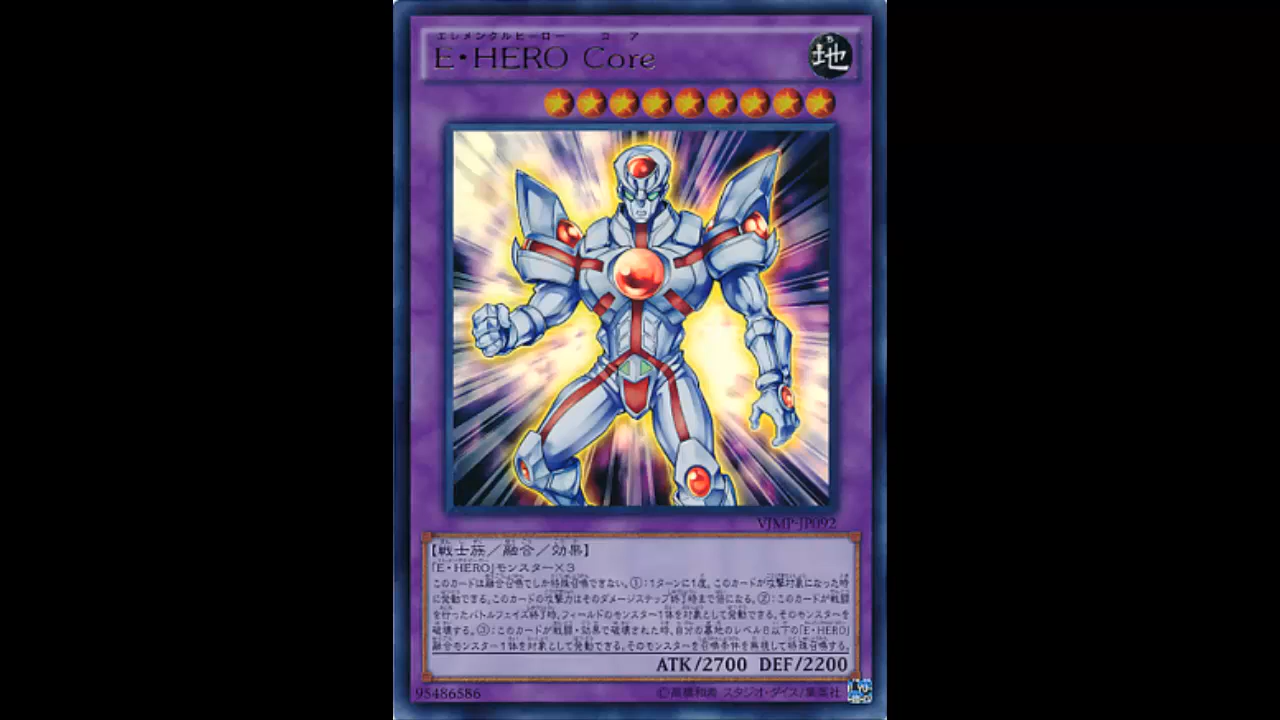 エレメンタルヒーロー コア
E・HERO Core
地
VJMP-JP092
【戦士族／融合／効果】
「E・HERO」モンスター×3
このカードは融合召喚でしか特殊召喚できない。①：1ターンに1度、このカードが攻撃対象になった時
に発動できる。このカードの攻撃力はそのダメージステップ終了時まで倍になる。②：このカードが戦闘
を行ったバトルフェイズ終了時、フィールドのモンスター1体を対象として発動できる。そのモンスターを
破壊する。③：このカードが戦闘・効果で破壊された時、自分の墓地のレベル8以下の「E・HERO」
融合モンスター1体を対象として発動できる。そのモンスターを召喚条件を無視して特殊召喚する。
ATK/2700 DEF/2200
95486586
©高橋和希 スタジオ・ダイス/集英社